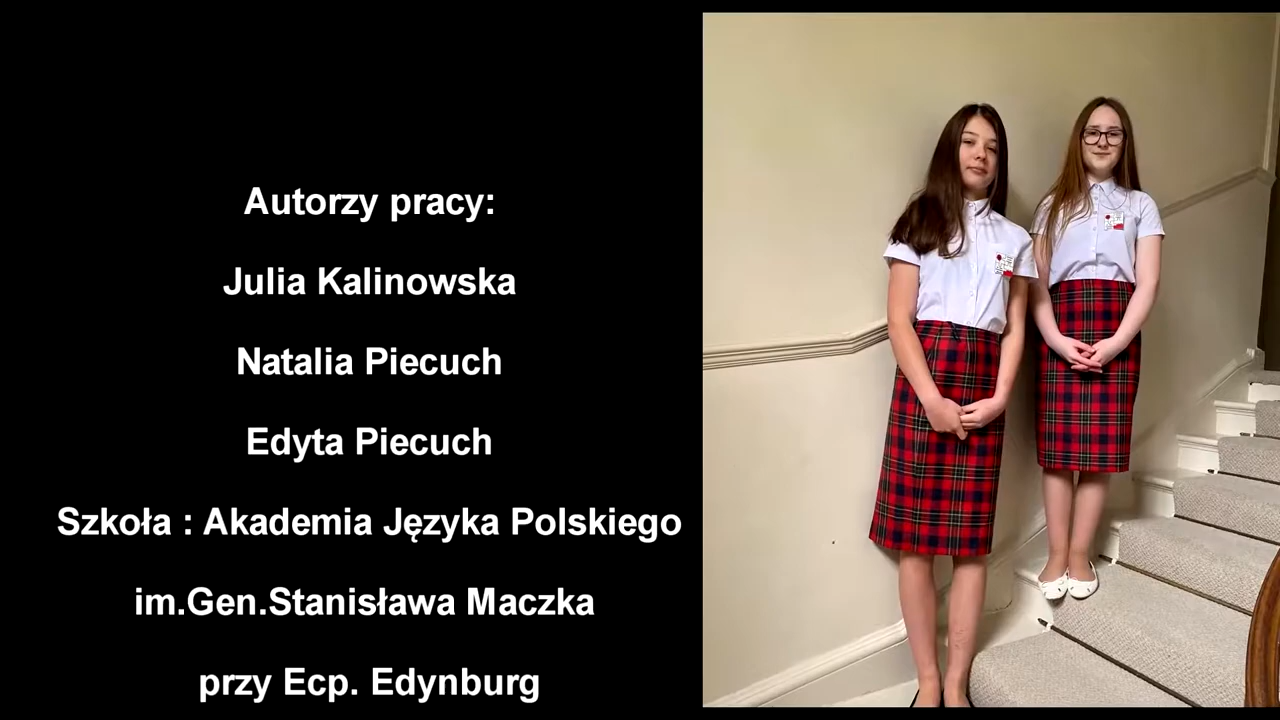 Autorzy pracy:
Julia Kalinowska
Natalia Piecuch
Edyta Piecuch
Szkoła : Akademia Języka Polskiego
im.Gen.Stanisława Maczka
przy Ecp. Edynburg